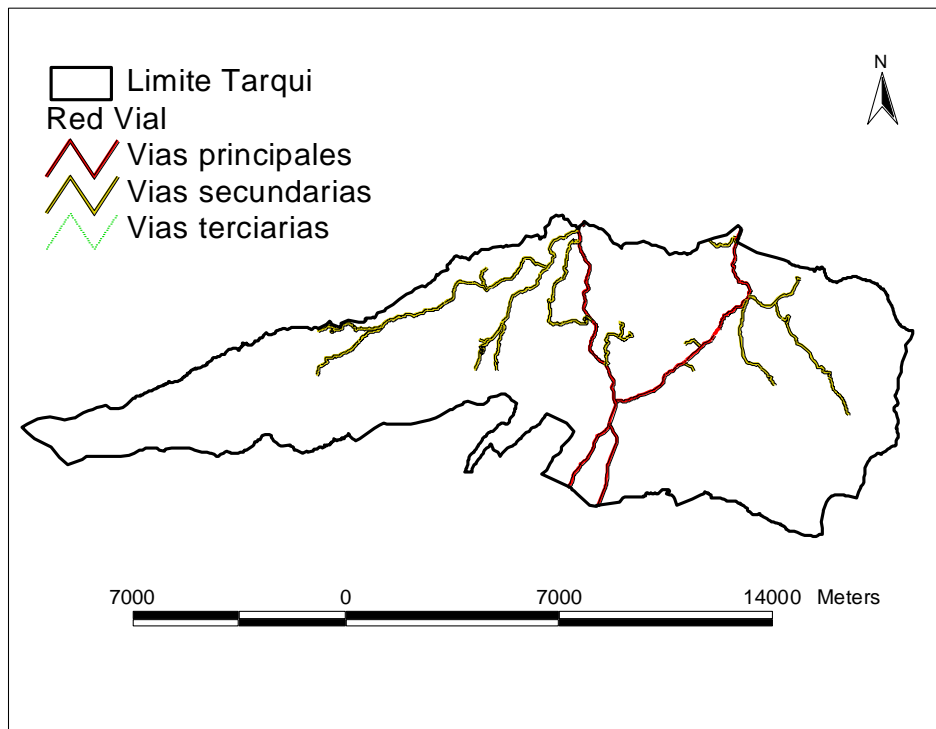 Limite Tarqui
Red Vial
Vias principales
Vias secundarias
Vias terciarias
N
7000 0 7000 14000 Meters